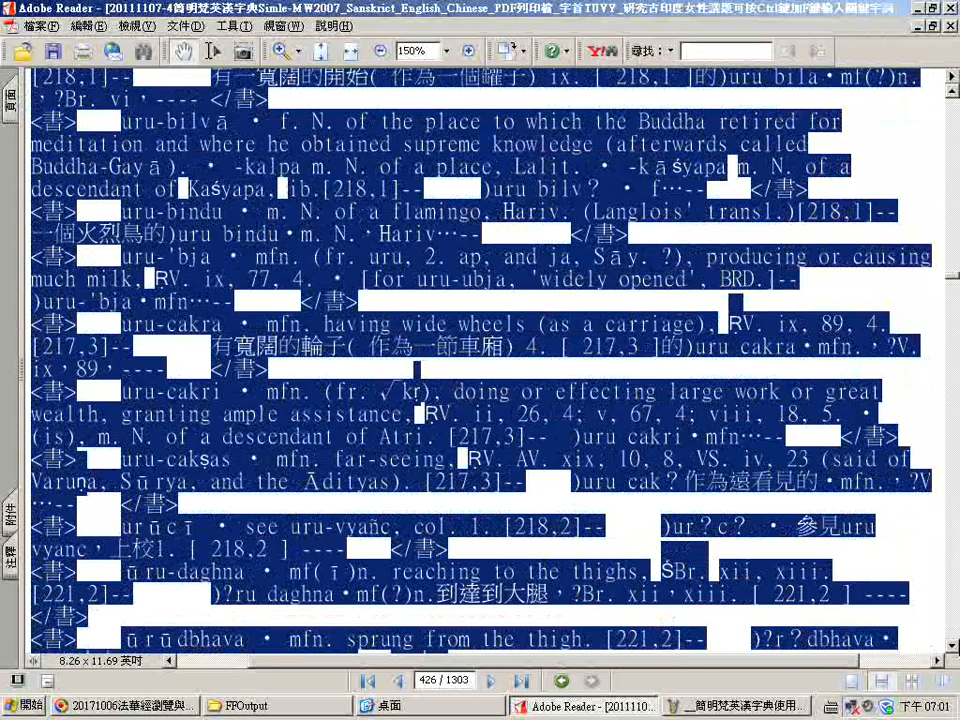 Adobe Reader - [20111107-4簡明梵英漢字典Simle-MW2007_Sanskrict_English_Chinese_PDF列印檔_字首TUVY_研究古印度女性議題可按Ctrl鍵加F鍵輸入關鍵字詞
檔案(F) 編輯(E) 檢視(V) 文件(D) 工具(T) 視窗(W) 說明(H)
150% Y! 尋找：
頁面
附件
注釋
[218,1]-- 有一寬闊的開始( 作為一個罐子) ix. [ 218,1 ]的)uru bila•mf(?)n.
，?Br. vi，---- </書>
<書> uru-bilvā • f. N. of the place to which the Buddha retired for
meditation and where he obtained supreme knowledge (afterwards called
Buddha-Gayā). • -kalpa m. N. of a place, Lalit. • -kāśyapa m. N. of a
descendant of Kaśyapa, ib.[218,1]-- )uru bilv? • f…-- </書>
<書> uru-bindu • m. N. of a flamingo, Hariv. (Langlois' transl.)[218,1]--
一個火烈鳥的)uru bindu•m. N.，Hariv…-- </書>
<書> uru-'bja • mfn. (fr. uru, 2. ap, and ja, Sāy. ?), producing or causing
much milk, RV. ix, 77, 4. • [for uru-ubja, 'widely opened', BRD.]--
)uru-'bja•mfn…-- </書>
<書> uru-cakra • mfn. having wide wheels (as a carriage), RV. ix, 89, 4.
[217,3]-- 有寬闊的輪子( 作為一節車廂) 4. [ 217,3 ]的)uru cakra•mfn.，?V.
ix，89，---- </書>
<書> uru-cakri • mfn. (fr. √kr), doing or effecting large work or great
wealth, granting ample assistance, RV. ii, 26, 4; v, 67, 4; viii, 18, 5. •
(is), m. N. of a descendant of Atri. [217,3]-- )uru cakri•mfn…-- </書>
<書> uru-cakṣas • mfn. far-seeing, RV. AV. xix, 10, 8, VS. iv, 23 (said of
Varuṇa, Sūrya, and the Ādityas). [217,3]-- )uru cak?作為遠看見的•mfn.，?V
…-- </書>
<書> urūcī • see uru-vyañc, col. 1. [218,2]-- )ur?c? • 參見uru
vyanc，上校1. [ 218,2 ] ---- </書>
<書> ūru-daghna • mf(ī)n. reaching to the thighs, ŚBr. xii, xiii.
[221,2]-- )?ru daghna•mf(?)n.到達到大腿，?Br. xii，xiii. [ 221,2 ] ----
</書>
<書> ūrūdbhava • mfn. sprung from the thigh. [221,2]-- )?r?dbhava•
8.26 x 11.69 英吋
426 / 1303
開始 20171006法華經瀏覽與... FFOutput 桌面 Adobe Reader - [2011110... __簡明梵英漢字典使用... 下午 07:01